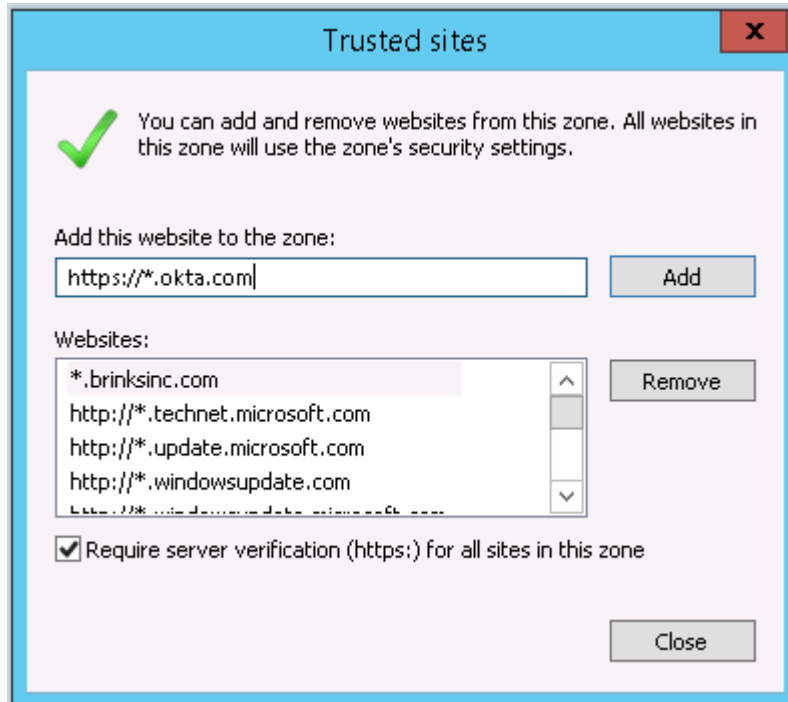 Trusted sites
x
You can add and remove websites from this zone. All websites in
this zone will use the zone's security settings.
Add this website to the zone:
https://*.okta.com
Add
Websites:
*.brinksinc.com
Remove
http://*.technet.microsoft.com
http://*.update.microsoft.com
http://*.windowsupdate.com
Require server verification (https:) for all sites in this zone
Close